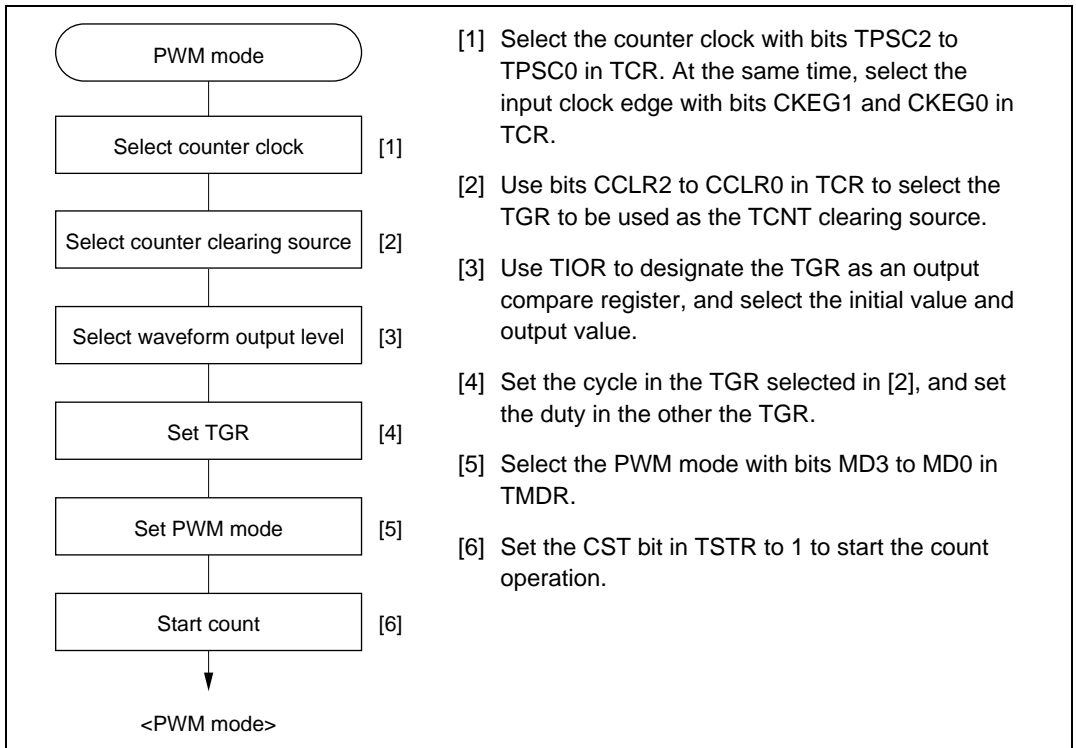 PWM mode
Select counter clock [1]
Select counter clearing source [2]
Select waveform output level [3]
Set TGR [4]
Set PWM mode [5]
Start count [6]
<PWM mode>
[1] Select the counter clock with bits TPSC2 to
TPSC0 in TCR. At the same time, select the
input clock edge with bits CKEG1 and CKEG0 in
TCR.
[2] Use bits CCLR2 to CCLR0 in TCR to select the
TGR to be used as the TCNT clearing source.
[3] Use TIOR to designate the TGR as an output
compare register, and select the initial value and
output value.
[4] Set the cycle in the TGR selected in [2], and set
the duty in the other the TGR.
[5] Select the PWM mode with bits MD3 to MD0 in
TMDR.
[6] Set the CST bit in TSTR to 1 to start the count
operation.